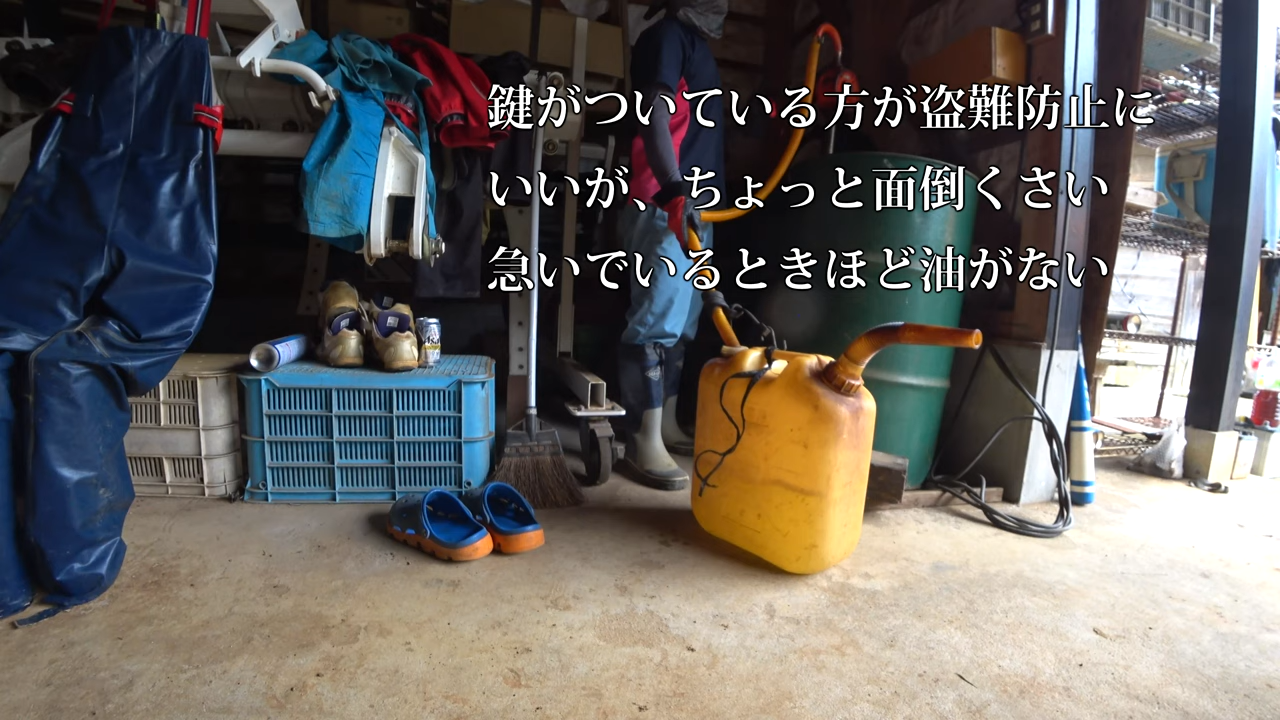 鍵がついている方が盗難防止に
いいが、ちょっと面倒くさい
急いでいるときほど油がない
Asahi